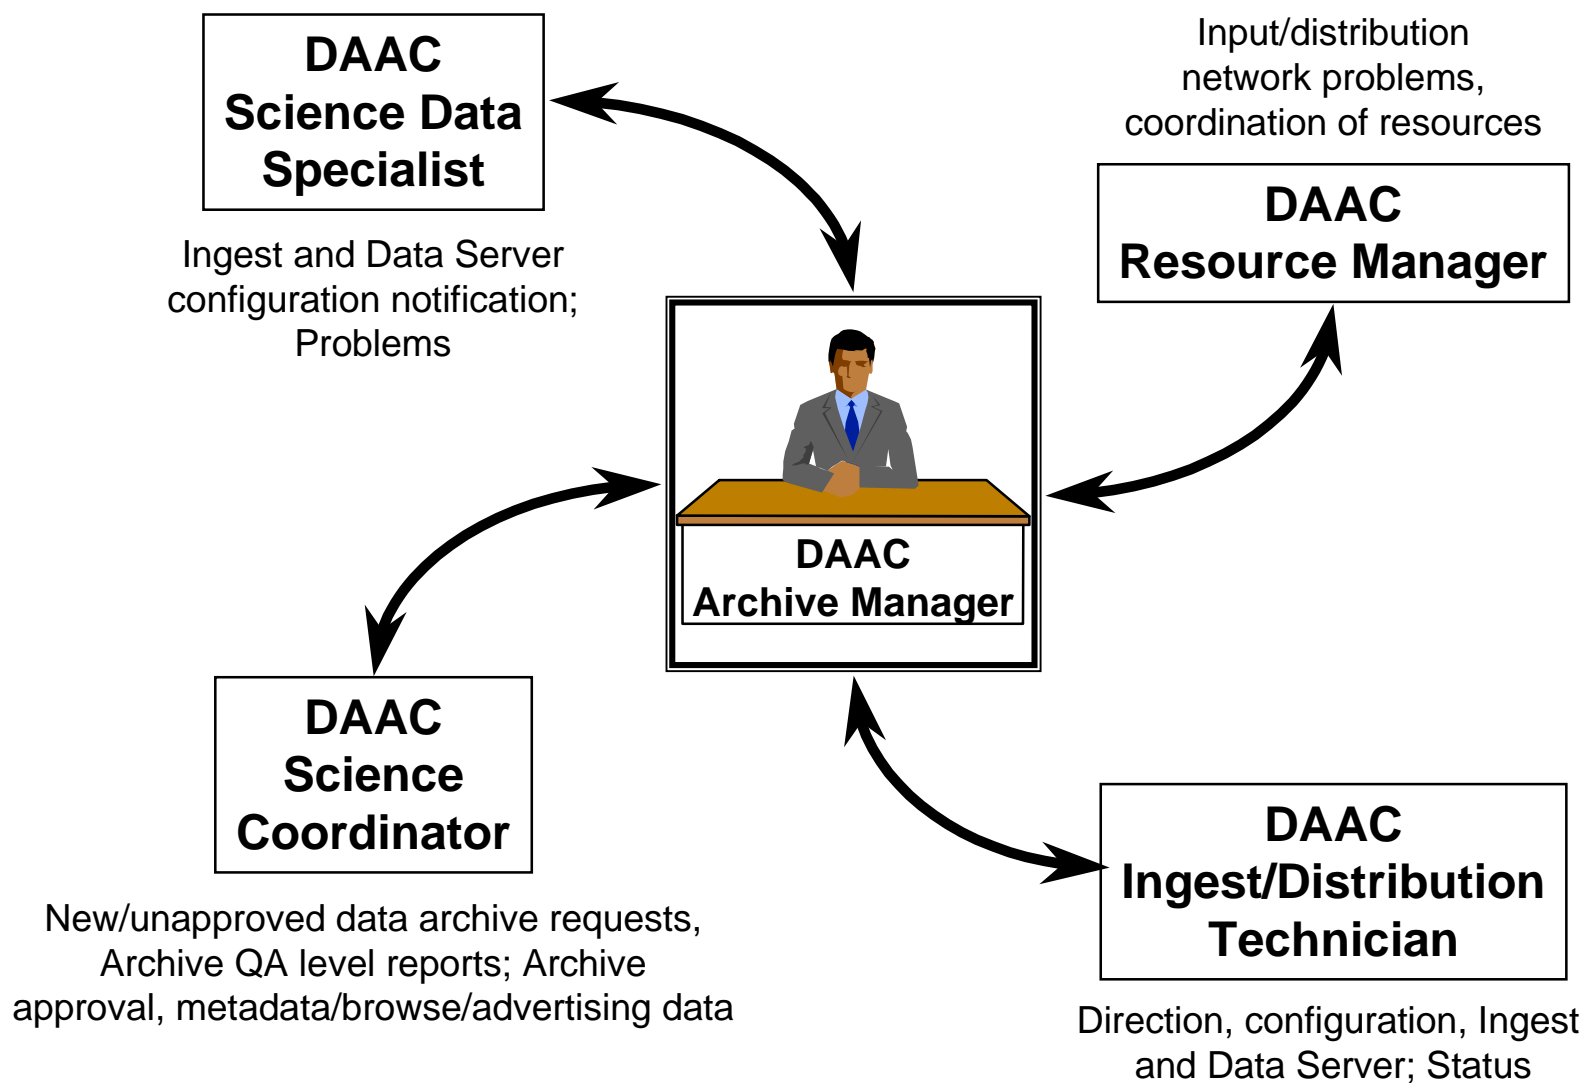 DAAC
Science Data
Specialist
Ingest and Data Server
configuration notification;
Problems
Input/distribution
network problems,
coordination of resources
DAAC
Resource Manager
DAAC
Archive Manager
DAAC
Science
Coordinator
New/unapproved data archive requests,
Archive QA level reports; Archive
approval, metadata/browse/advertising data
DAAC
Ingest/Distribution
Technician
Direction, configuration, Ingest
and Data Server; Status